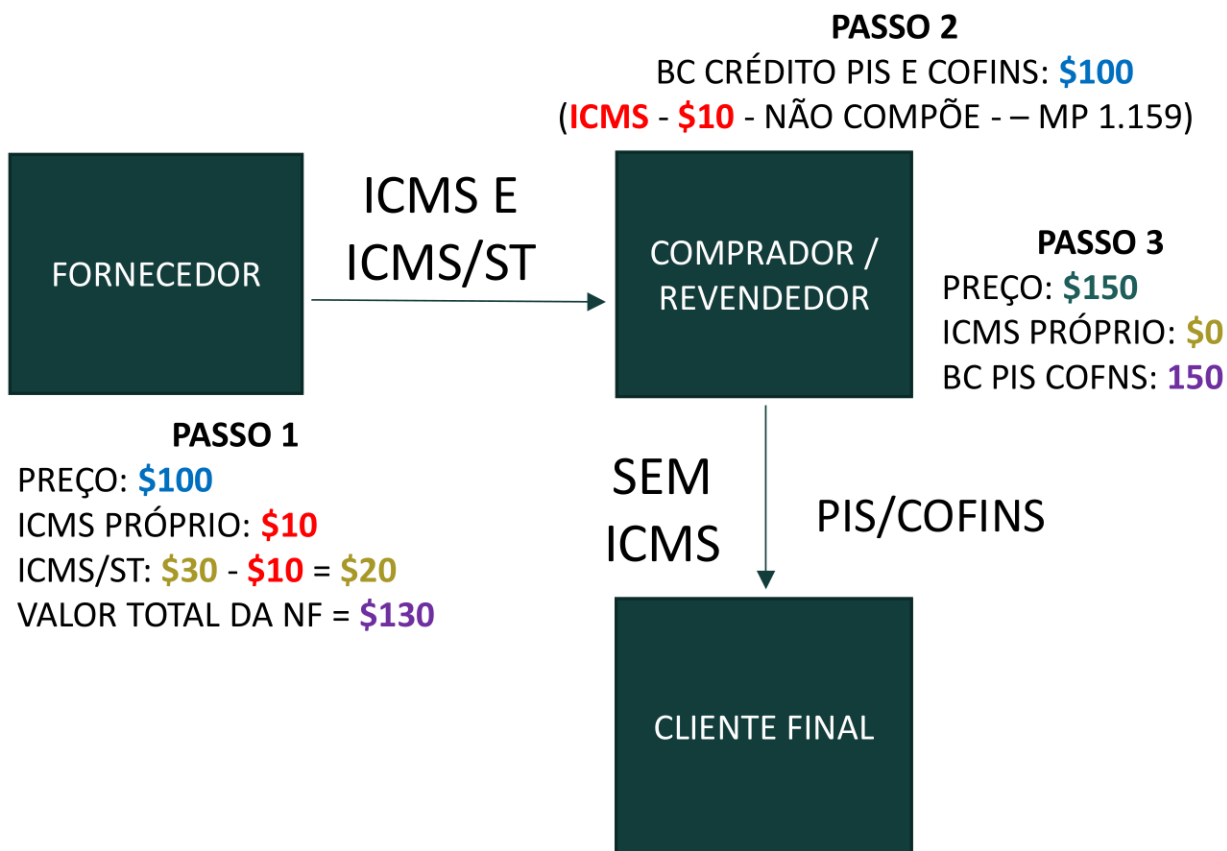 PASSO 2
BC CRÉDITO PIS E COFINS: $100
(ICMS - $10 - NÃO COMPÕE - – MP 1.159)
FORNECEDOR
ICMS E
ICMS/ST
COMPRADOR /
REVENDEDOR
PASSO 3
PREÇO: $150
ICMS PRÓPRIO: $0
BC PIS COFNS: 150
PASSO 1
PREÇO: $100
ICMS PRÓPRIO: $10
ICMS/ST: $30 - $10 = $20
VALOR TOTAL DA NF = $130
SEM
ICMS
PIS/COFINS
CLIENTE FINAL